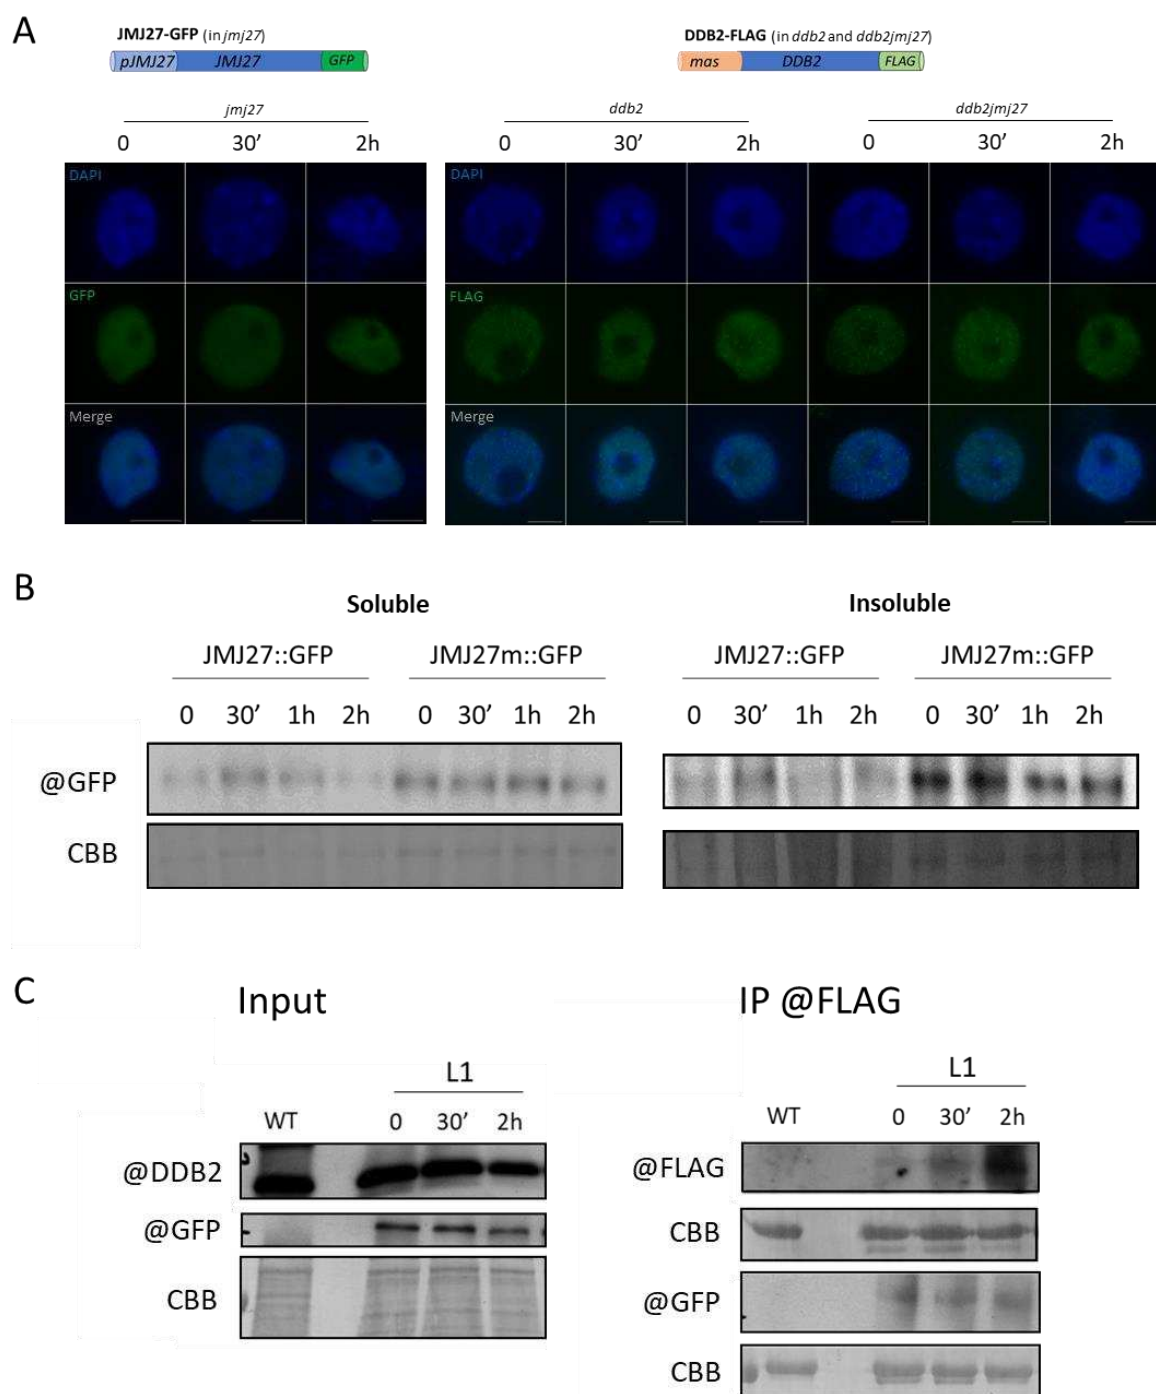 A
JMJ27-GFP (in jmj27)
DDB2-FLAG (in ddb2 and ddb2jmj27)
pJMJ27 JMJ27 GFP
mas DDB2 FLAG
jmj27
ddb2
ddb2jmj27
0 30’ 2h
0 30’ 2h 0 30’ 2h
DAPI DAPI
GFP FLAG
Merge Merge
B
Soluble
Insoluble
JMJ27::GFP JMJ27m::GFP JMJ27::GFP JMJ27m::GFP
0 30’ 1h 2h 0 30’ 1h 2h 0 30’ 1h 2h 0 30’ 1h 2h
@GFP
CBB
C
Input
IP @FLAG
L1
WT 0 30’ 2h
@DDB2
@GFP
CBB
L1
WT 0 30’ 2h
@FLAG
CBB
@GFP
CBB